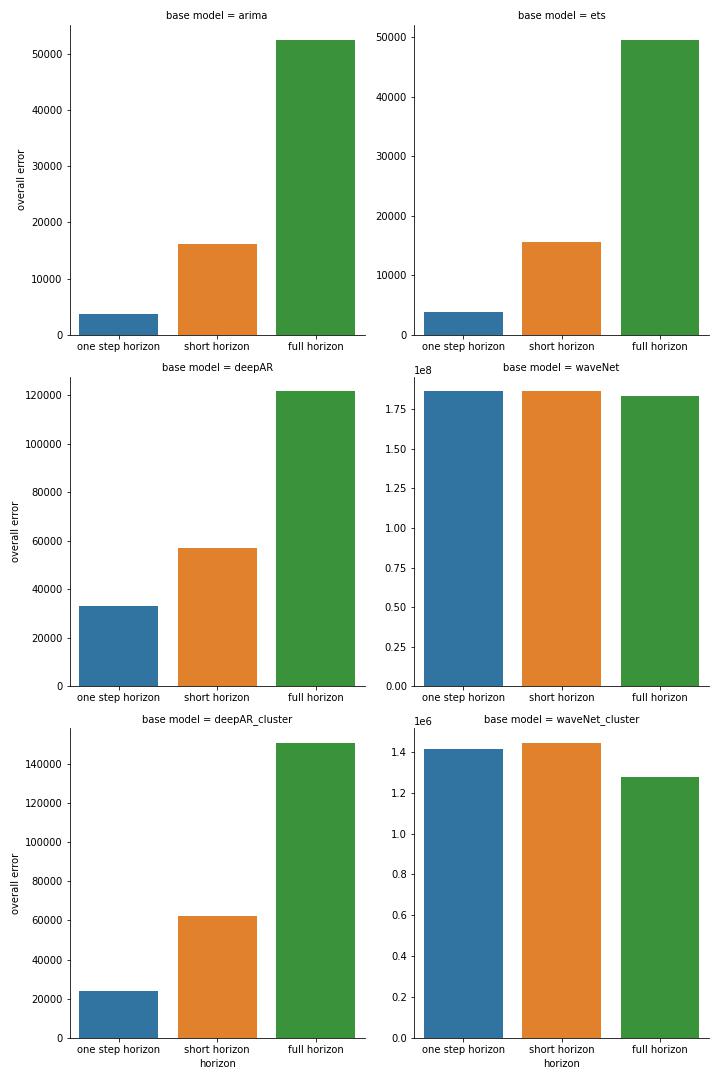 base model = arima
50000
40000
30000
20000
10000
0
overall error
one step horizon short horizon full horizon
base model = ets
50000
40000
30000
20000
10000
0
one step horizon short horizon full horizon
base model = deepAR
120000
100000
80000
60000
40000
20000
0
overall error
one step horizon short horizon full horizon
base model = waveNet
1e8
1.75
1.50
1.25
1.00
0.75
0.50
0.25
0.00
one step horizon short horizon full horizon
base model = deepAR_cluster
140000
120000
100000
80000
60000
40000
20000
0
overall error
one step horizon short horizon full horizon
horizon
base model = waveNet_cluster
1e6
1.4
1.2
1.0
0.8
0.6
0.4
0.2
0.0
one step horizon short horizon full horizon
horizon